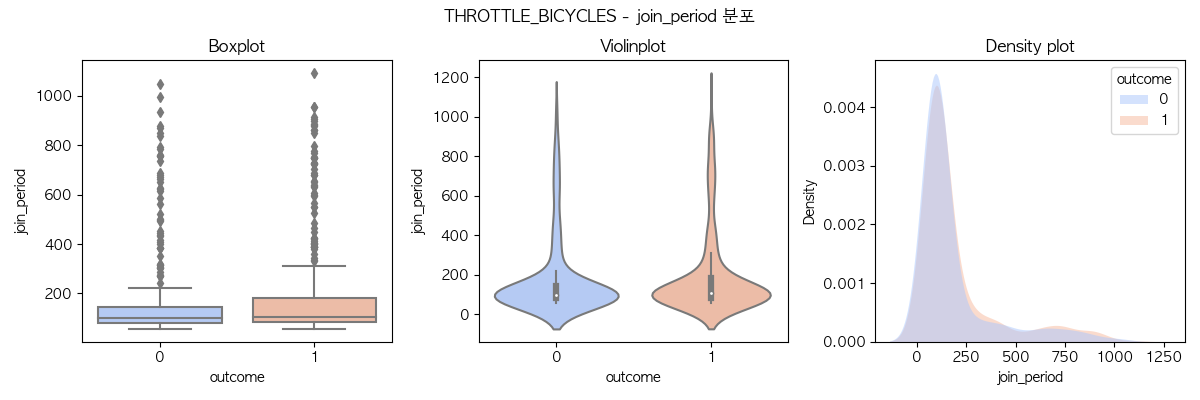 THROTTLE_BICYCLES - join_period 분포
Boxplot
join_period
1000
800
600
400
200
0
1
outcome
Violinplot
join_period
1200
1000
800
600
400
200
0
0
1
outcome
Density plot
Density
0.004
0.003
0.002
0.001
0.000
outcome
0
1
0
250
500
750
1000
1250
join_period